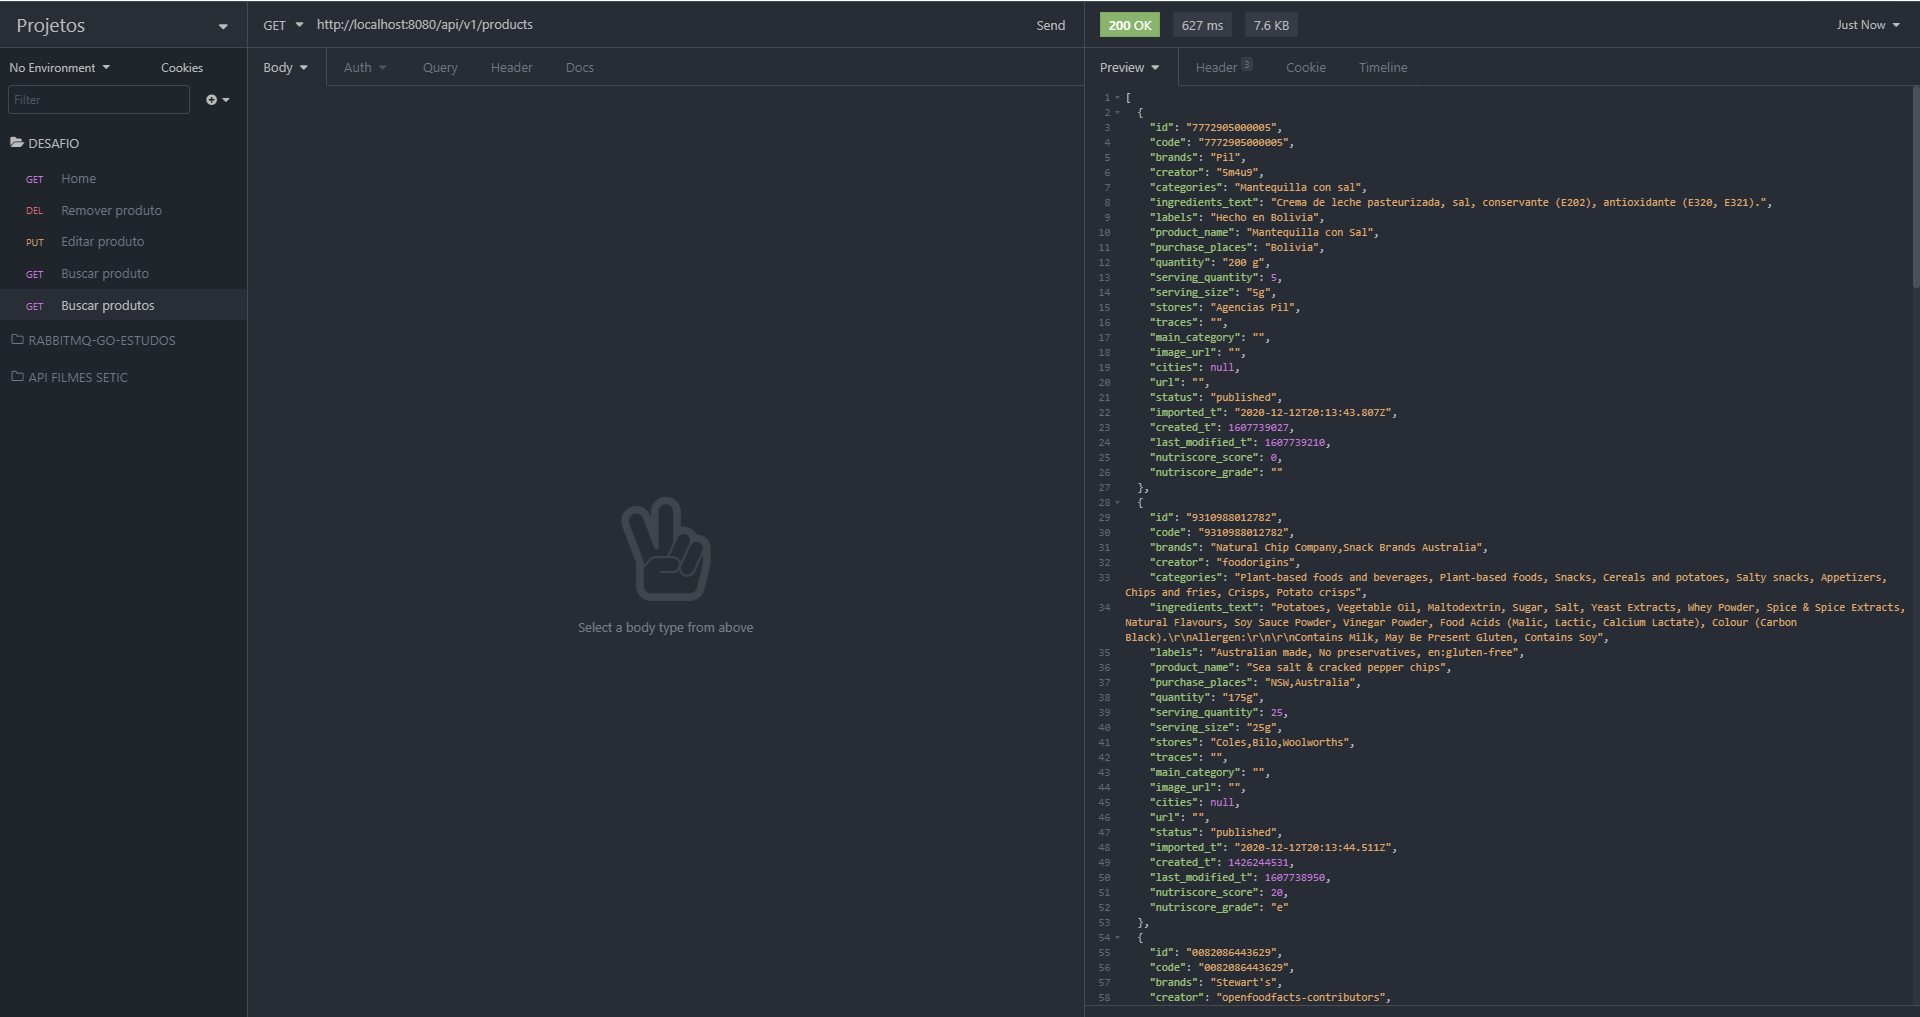 Projetos
No Environment
Cookies
Filter
DESAFIO
GET Home
DEL Remover produto
PUT Editar produto
GET Buscar produto
GET Buscar produtos
RABBITMQ-GO-ESTUDOS
API FILMES SETIC
GET http://localhost:8080/api/v1/products Send
Body Auth Query Header Docs
Select a body type from above
200 OK 627 ms 7.6 KB Just Now
Preview Header 3 Cookie Timeline
1 [
2 {
3 "id": "7772905000005",
4 "code": "7772905000005",
5 "brands": "Pil",
6 "creator": "5m4u9",
7 "categories": "Mantequilla con sal",
8 "ingredients_text": "Crema de leche pasteurizada, sal, conservante (E202), antioxidante (E320, E321).",
9 "labels": "Hecho en Bolivia",
10 "product_name": "Mantequilla con Sal",
11 "purchase_places": "Bolivia",
12 "quantity": "200 g",
13 "serving_quantity": 5,
14 "serving_size": "5g",
15 "stores": "Agencias Pil",
16 "traces": "",
17 "main_category": "",
18 "image_url": "",
19 "cities": null,
20 "url": "",
21 "status": "published",
22 "imported_t": "2020-12-12T20:13:43.807Z",
23 "created_t": 1607739027,
24 "last_modified_t": 1607739210,
25 "nutriscore_score": 0,
26 "nutriscore_grade": ""
27 },
28 {
29 "id": "9310988012782",
30 "code": "9310988012782",
31 "brands": "Natural Chip Company,Snack Brands Australia",
32 "creator": "foodorigins",
33 "categories": "Plant-based foods and beverages, Plant-based foods, Snacks, Cereals and potatoes, Salty snacks, Appetizers,
Chips and fries, Crisps, Potato crisps",
34 "ingredients_text": "Potatoes, Vegetable Oil, Maltodextrin, Sugar, Salt, Yeast Extracts, Whey Powder, Spice & Spice Extracts,
Natural Flavours, Soy Sauce Powder, Vinegar Powder, Food Acids (Malic, Lactic, Calcium Lactate), Colour (Carbon
Black).\r\nAllergen:\r\n\r\nContains Milk, May Be Present Gluten, Contains Soy",
35 "labels": "Australian made, No preservatives, en:gluten-free",
36 "product_name": "Sea salt & cracked pepper chips",
37 "purchase_places": "NSW,Australia",
38 "quantity": "175g",
39 "serving_quantity": 25,
40 "serving_size": "25g",
41 "stores": "Coles,Bilo,Woolworths",
42 "traces": "",
43 "main_category": "",
44 "image_url": "",
45 "cities": null,
46 "url": "",
47 "status": "published",
48 "imported_t": "2020-12-12T20:13:44.511Z",
49 "created_t": 1426244531,
50 "last_modified_t": 1607738950,
51 "nutriscore_score": 20,
52 "nutriscore_grade": "e"
53 },
54 {
55 "id": "0082086443629",
56 "code": "0082086443629",
57 "brands": "Stewart's",
58 "creator": "openfoodfacts-contributors",